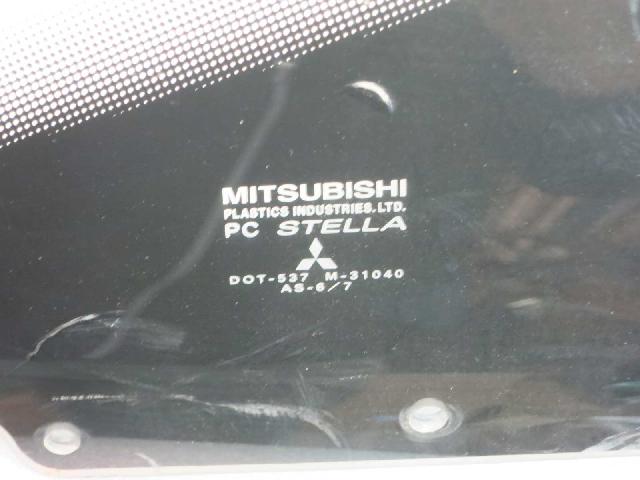 MITSUBISHI
PLASTICS INDUSTRIES, LTD.
PC STELLA
DOT-537 M-31040
AS-6/7